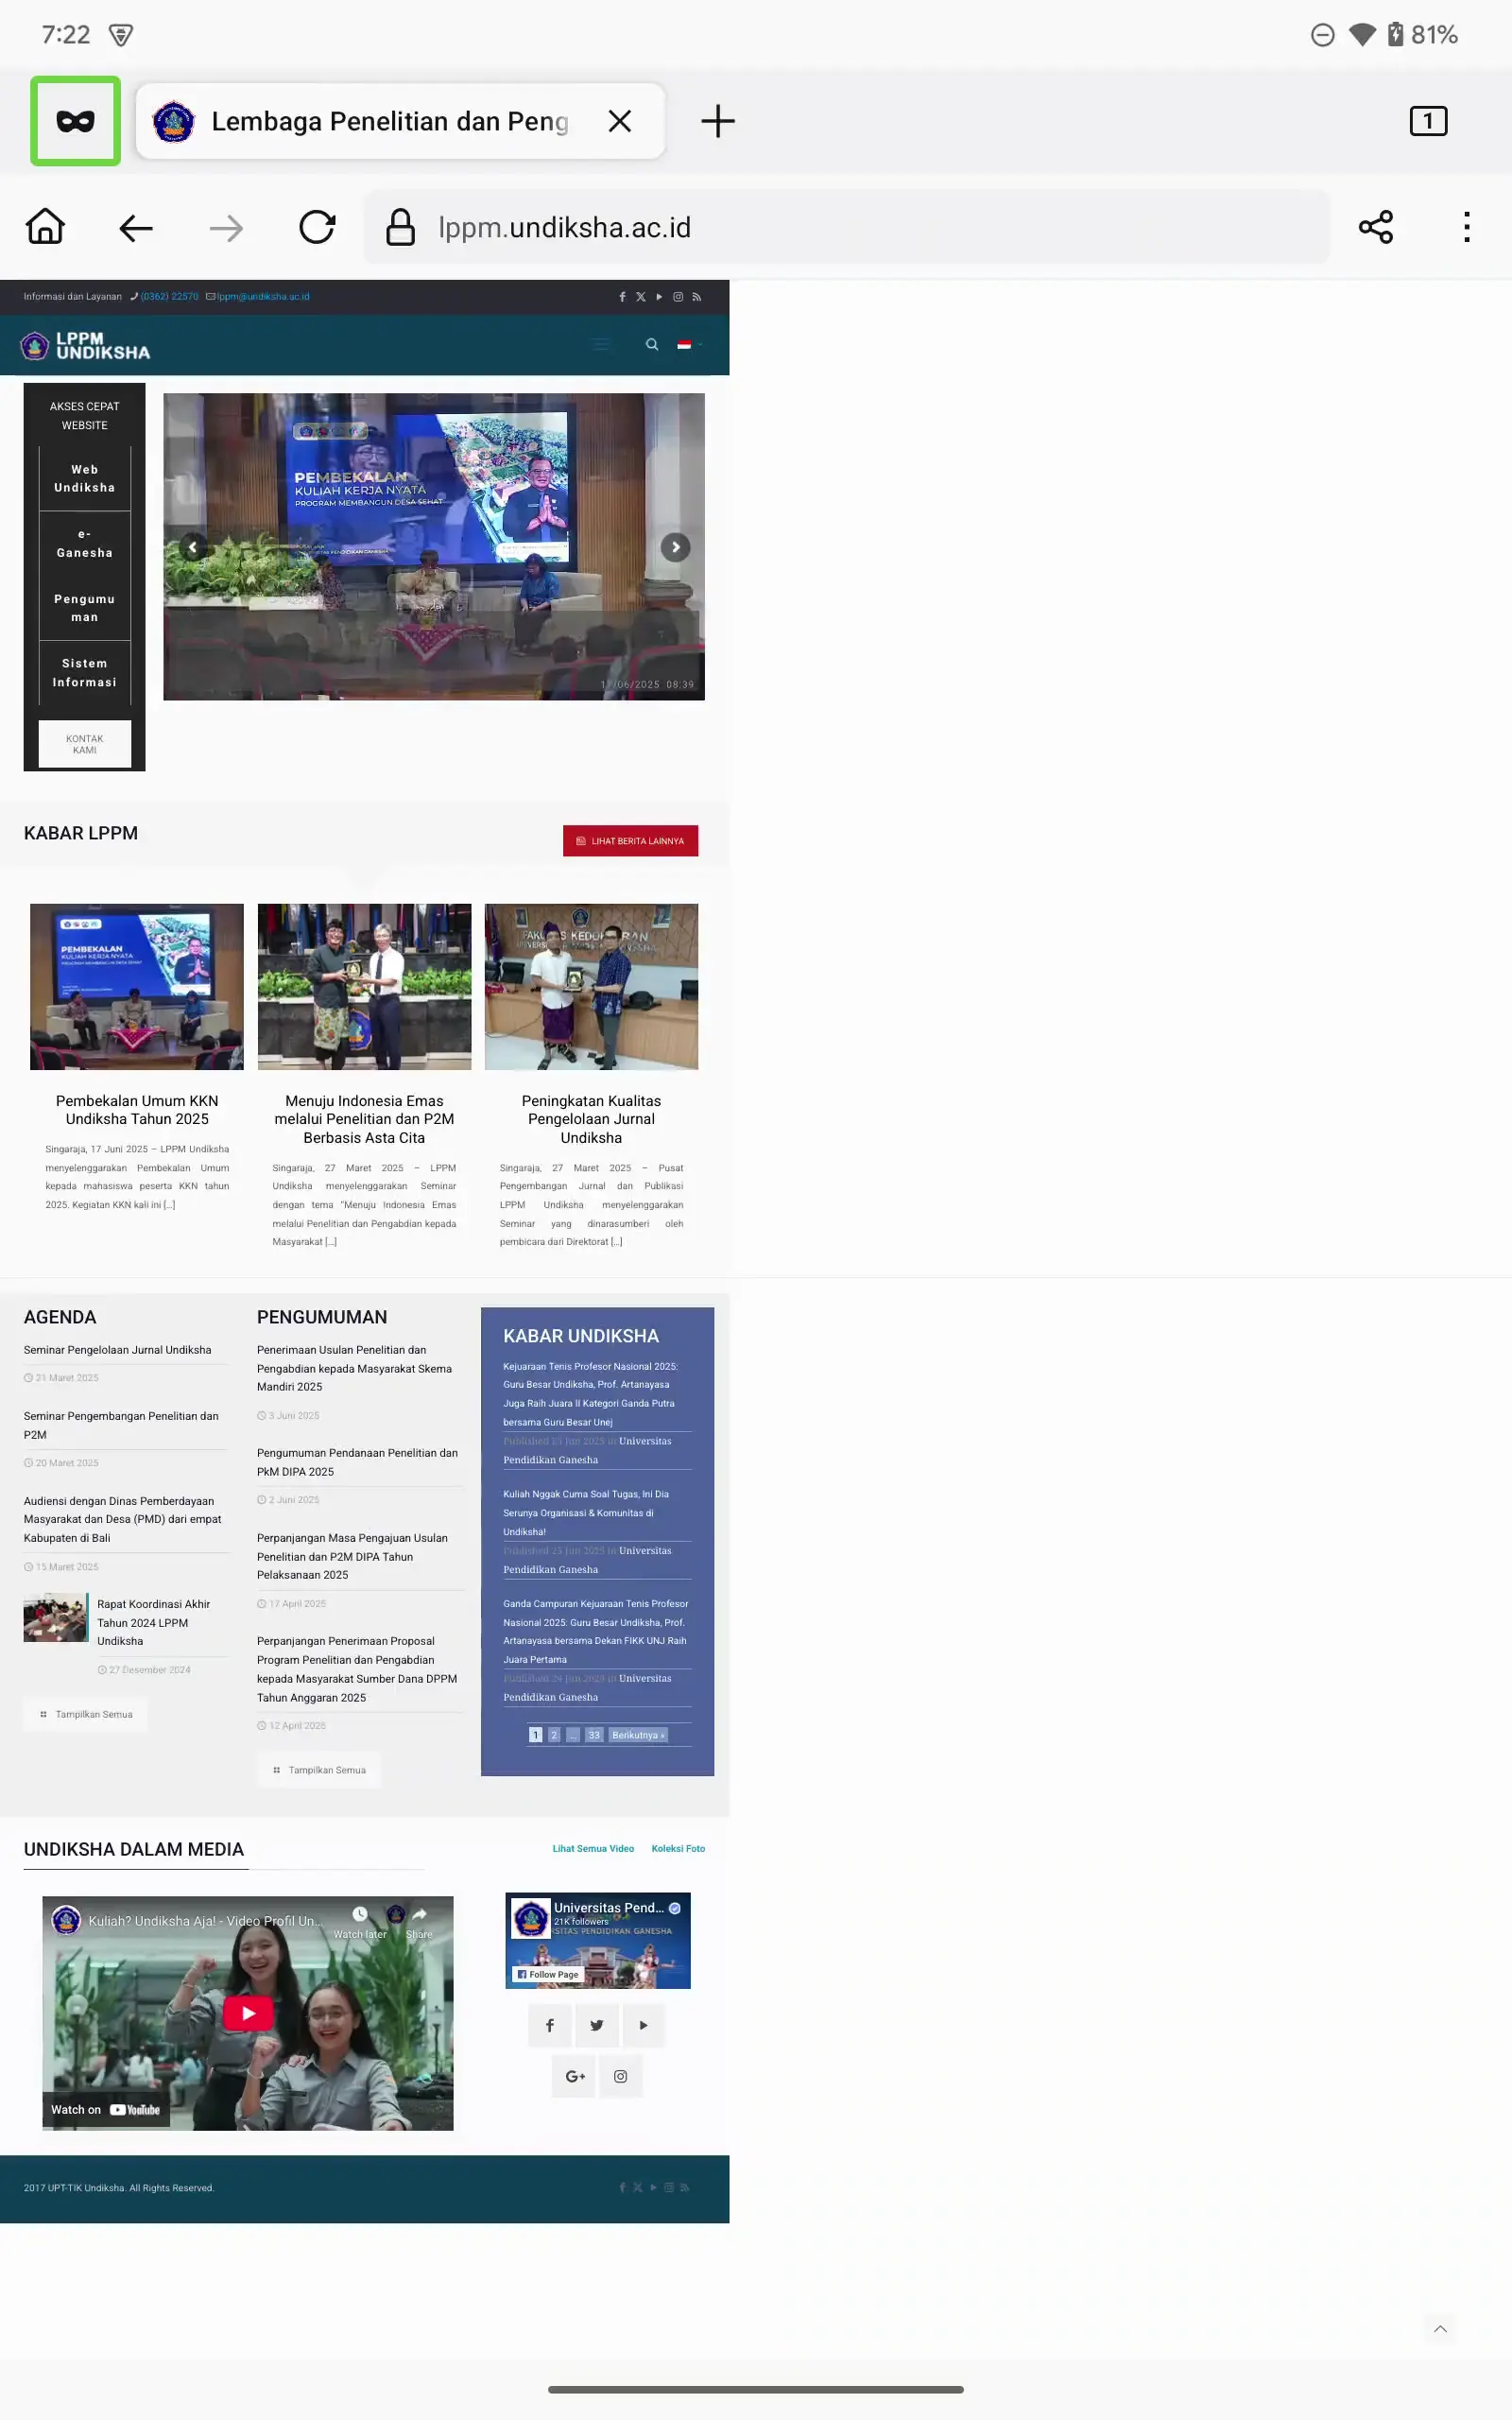 7:22
81%
Lembaga Penelitian dan Peng
1
lppm.undiksha.ac.id
Informasi dan Layanan (0362) 22570 lppm@undiksha.ac.id
LPPM
UNDIKSHA
AKSES CEPAT
WEBSITE
Web
Undiksha
e-
Ganesha
Pengumu
man
Sistem
Informasi
KONTAK
KAMI
PEMBEKALAN
KULIAH KERJA NYATA
PROGRAM MEMBANGUN DESA SEHAT
17/06/2025 08:39
KABAR LPPM
LIHAT BERITA LAINNYA
PEMBEKALAN
KULIAH KERJA NYATA
PROGRAM MEMBANGUN DESA SEHAT
Pembekalan Umum KKN
Undiksha Tahun 2025
Singaraja, 17 Juni 2025 – LPPM Undiksha
menyelenggarakan Pembekalan Umum
kepada mahasiswa peserta KKN tahun
2025. Kegiatan KKN kali ini [...]
Menuju Indonesia Emas
melalui Penelitian dan P2M
Berbasis Asta Cita
Singaraja, 27 Maret 2025 – LPPM
Undiksha menyelenggarakan Seminar
dengan tema “Menuju Indonesia Emas
melalui Penelitian dan Pengabdian kepada
Masyarakat [...]
Peningkatan Kualitas
Pengelolaan Jurnal
Undiksha
Singaraja, 27 Maret 2025 – Pusat
Pengembangan Jurnal dan Publikasi
LPPM Undiksha menyelenggarakan
Seminar yang dinarasumberi oleh
pembicara dari Direktorat [...]
AGENDA
Seminar Pengelolaan Jurnal Undiksha
21 Maret 2025
Seminar Pengembangan Penelitian dan
P2M
20 Maret 2025
Audiensi dengan Dinas Pemberdayaan
Masyarakat dan Desa (PMD) dari empat
Kabupaten di Bali
15 Maret 2025
Rapat Koordinasi Akhir
Tahun 2024 LPPM
Undiksha
27 Desember 2024
Tampilkan Semua
PENGUMUMAN
Penerimaan Usulan Penelitian dan
Pengabdian kepada Masyarakat Skema
Mandiri 2025
3 Juni 2025
Pengumuman Pendanaan Penelitian dan
PkM DIPA 2025
2 Juni 2025
Perpanjangan Masa Pengajuan Usulan
Penelitian dan P2M DIPA Tahun
Pelaksanaan 2025
17 April 2025
Perpanjangan Penerimaan Proposal
Program Penelitian dan Pengabdian
kepada Masyarakat Sumber Dana DPPM
Tahun Anggaran 2025
12 April 2025
Tampilkan Semua
KABAR UNDIKSHA
Kejuaraan Tenis Profesor Nasional 2025:
Guru Besar Undiksha, Prof. Artanayasa
Juga Raih Juara II Kategori Ganda Putra
bersama Guru Besar Unej
Published 25 Jun 2025 in Universitas
Pendidikan Ganesha
Kuliah Nggak Cuma Soal Tugas, Ini Dia
Serunya Organisasi & Komunitas di
Undiksha!
Published 25 Jun 2025 in Universitas
Pendidikan Ganesha
Ganda Campuran Kejuaraan Tenis Profesor
Nasional 2025: Guru Besar Undiksha, Prof.
Artanayasa bersama Dekan FIKK UNJ Raih
Juara Pertama
Published 24 Jun 2025 in Universitas
Pendidikan Ganesha
1 2 … 33 Berikutnya »
UNDIKSHA DALAM MEDIA
Lihat Semua Video Koleksi Foto
Kuliah? Undiksha Aja! - Video Profil Un...
Watch later Share
Watch on YouTube
Universitas Pend...
21K followers
SITAS PENDIDIKAN GANESHA
Follow Page
2017 UPT-TIK Undiksha. All Rights Reserved.